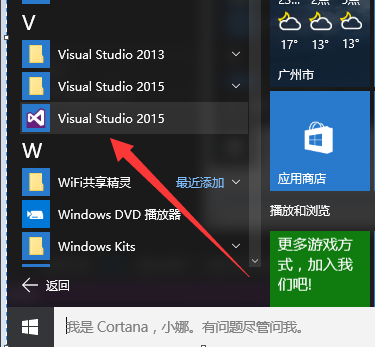 V
Visual Studio 2013
Visual Studio 2015
Visual Studio 2015
W
WiFi共享精灵 最近添加
Windows DVD 播放器
Windows Kits
返回
我是 Cortana，小娜。有问题尽管问我。
17° 13° 13°
广州市
应用商店
播放和浏览
更多游戏方
式，加入我
们吧!